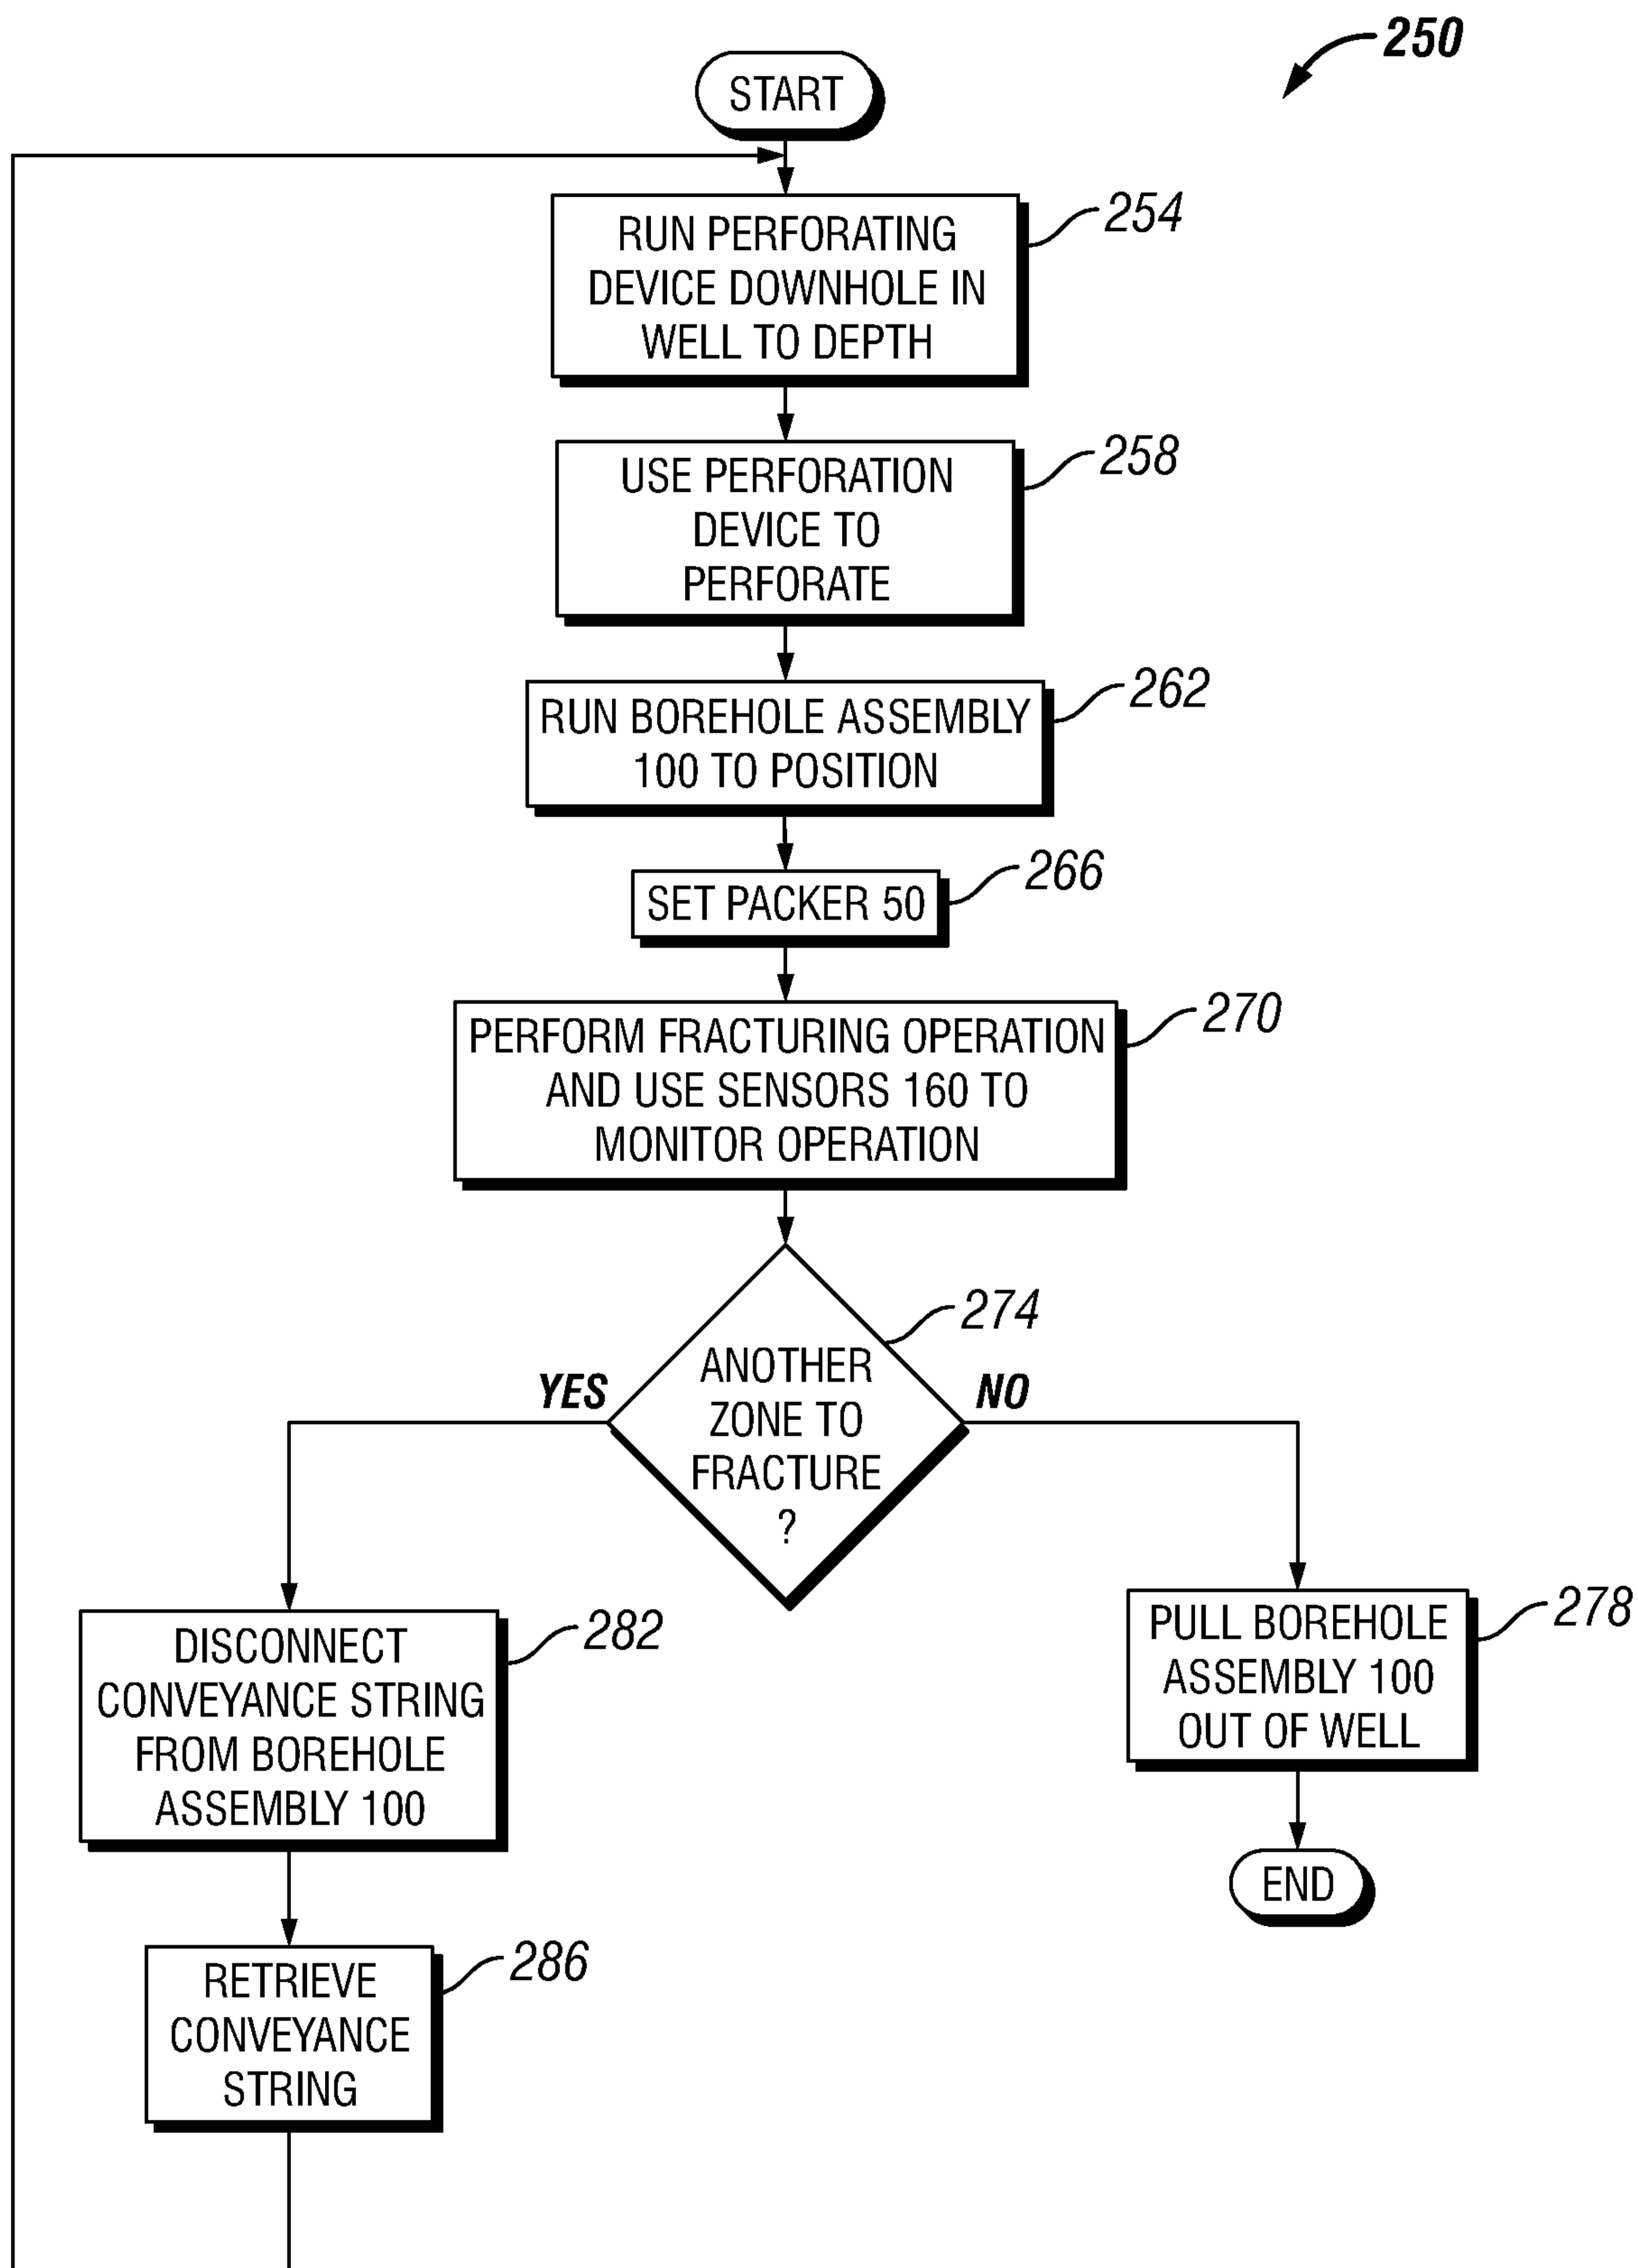 250
START
RUN PERFORATING
DEVICE DOWNHOLE IN
WELL TO DEPTH
254
USE PERFORATION
DEVICE TO
PERFORATE
258
RUN BOREHOLE ASSEMBLY
100 TO POSITION
262
SET PACKER 50
266
PERFORM FRACTURING OPERATION
AND USE SENSORS 160 TO
MONITOR OPERATION
270
ANOTHER
ZONE TO
FRACTURE
?
274
YES
NO
DISCONNECT
CONVEYANCE STRING
FROM BOREHOLE
ASSEMBLY 100
282
PULL BOREHOLE
ASSEMBLY 100
OUT OF WELL
278
END
RETRIEVE
CONVEYANCE
STRING
286